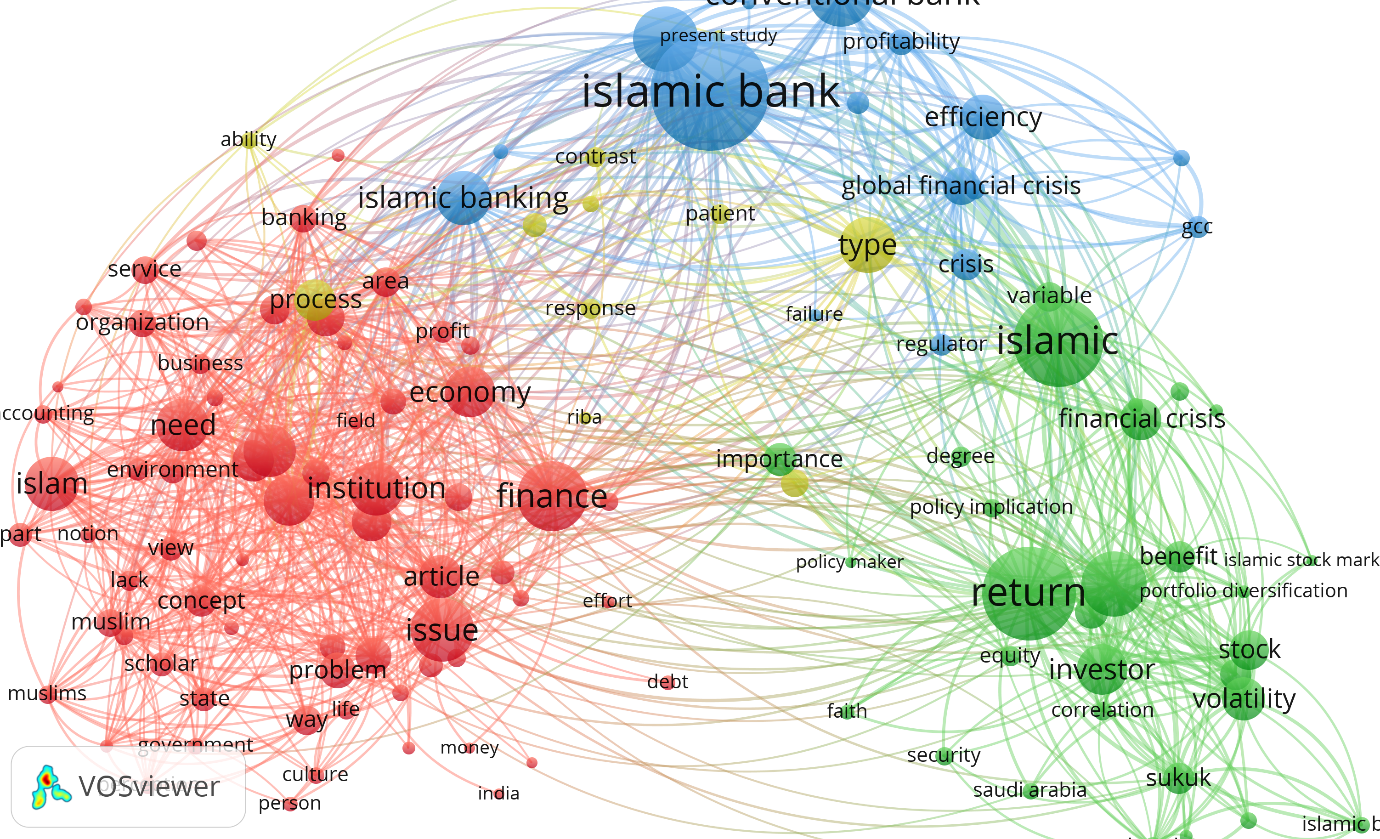 conventional bank
present study
profitability
islamic bank
efficiency
ability
contrast
global financial crisis
islamic banking
patient
banking
gcc
type
crisis
service
area
variable
process
response
failure
organization
profit
regulator
islamic
business
economy
accounting
field
riba
financial crisis
need
importance
degree
environment
islam
institution
finance
policy implication
part
notion
view
policy maker
benefit
islamic stock mark
lack
article
return
portfolio diversification
concept
effort
muslim
issue
scholar
problem
equity
investor
stock
muslims
state
debt
volatility
way
life
faith
correlation
government
money
security
culture
sukuk
perception
VOSviewer
person
india
saudi arabia
islamic b